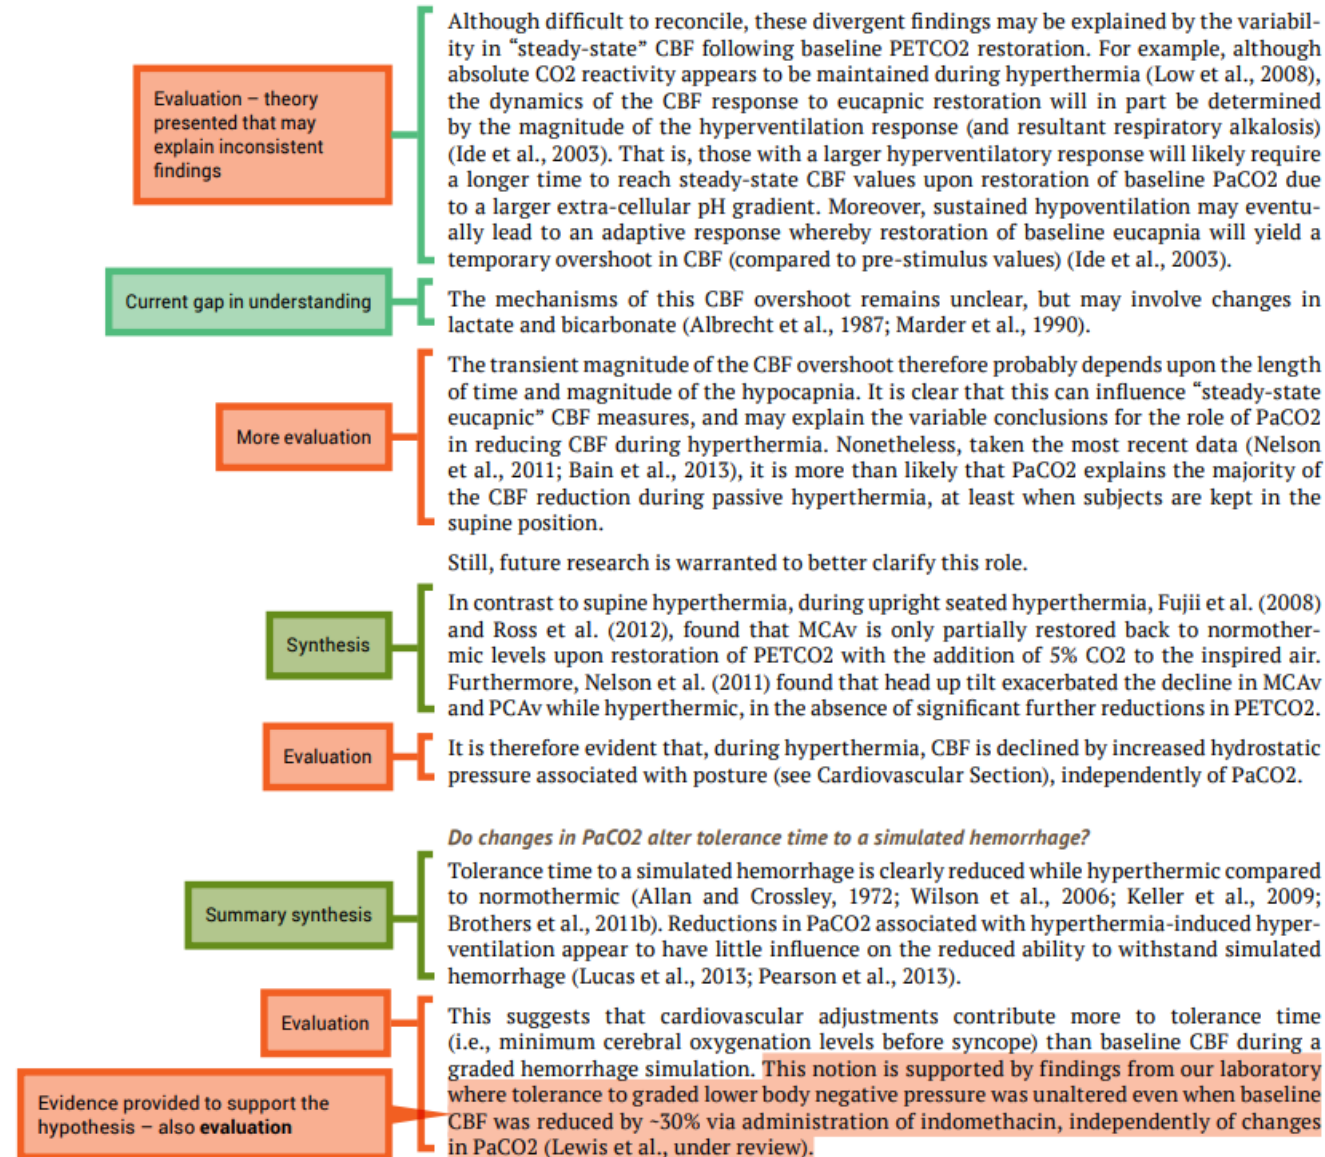 Although difficult to reconcile, these divergent findings may be explained by the variabil-
ity in “steady-state” CBF following baseline PETCO2 restoration. For example, although
absolute CO2 reactivity appears to be maintained during hyperthermia (Low et al., 2008),
the dynamics of the CBF response to eucapnic restoration will in part be determined
by the magnitude of the hyperventilation response (and resultant respiratory alkalosis)
(Ide et al., 2003). That is, those with a larger hyperventilatory response will likely require
a longer time to reach steady-state CBF values upon restoration of baseline PaCO2 due
to a larger extra-cellular pH gradient. Moreover, sustained hypoventilation may eventu-
ally lead to an adaptive response whereby restoration of baseline eucapnia will yield a
temporary overshoot in CBF (compared to pre-stimulus values) (Ide et al., 2003).
Evaluation – theory
presented that may
explain inconsistent
findings
Current gap in understanding
The mechanisms of this CBF overshoot remains unclear, but may involve changes in
lactate and bicarbonate (Albrecht et al., 1987; Marder et al., 1990).
More evaluation
The transient magnitude of the CBF overshoot therefore probably depends upon the length
of time and magnitude of the hypocapnia. It is clear that this can influence “steady-state
eucapnic” CBF measures, and may explain the variable conclusions for the role of PaCO2
in reducing CBF during hyperthermia. Nonetheless, taken the most recent data (Nelson
et al., 2011; Bain et al., 2013), it is more than likely that PaCO2 explains the majority of
the CBF reduction during passive hyperthermia, at least when subjects are kept in the
supine position.
Still, future research is warranted to better clarify this role.
Synthesis
In contrast to supine hyperthermia, during upright seated hyperthermia, Fujii et al. (2008)
and Ross et al. (2012), found that MCAv is only partially restored back to normother-
mic levels upon restoration of PETCO2 with the addition of 5% CO2 to the inspired air.
Furthermore, Nelson et al. (2011) found that head up tilt exacerbated the decline in MCAv
and PCAv while hyperthermic, in the absence of significant further reductions in PETCO2.
Evaluation
It is therefore evident that, during hyperthermia, CBF is declined by increased hydrostatic
pressure associated with posture (see Cardiovascular Section), independently of PaCO2.
Do changes in PaCO2 alter tolerance time to a simulated hemorrhage?
Summary synthesis
Tolerance time to a simulated hemorrhage is clearly reduced while hyperthermic compared
to normothermic (Allan and Crossley, 1972; Wilson et al., 2006; Keller et al., 2009;
Brothers et al., 2011b). Reductions in PaCO2 associated with hyperthermia-induced hyper-
ventilation appear to have little influence on the reduced ability to withstand simulated
hemorrhage (Lucas et al., 2013; Pearson et al., 2013).
Evaluation
This suggests that cardiovascular adjustments contribute more to tolerance time
(i.e., minimum cerebral oxygenation levels before syncope) than baseline CBF during a
graded hemorrhage simulation. This notion is supported by findings from our laboratory
where tolerance to graded lower body negative pressure was unaltered even when baseline
CBF was reduced by ~30% via administration of indomethacin, independently of changes
in PaCO2 (Lewis et al., under review).
Evidence provided to support the
hypothesis – also evaluation